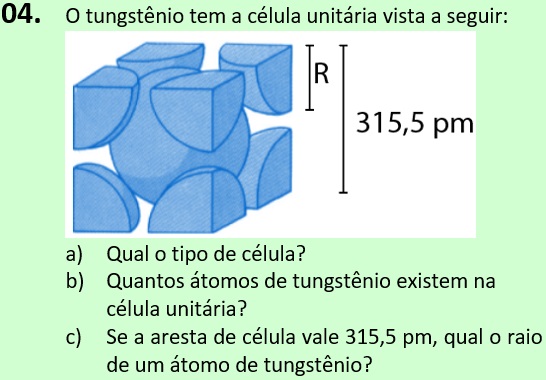 04. O tungstênio tem a célula unitária vista a seguir:
R
315,5 pm
a) Qual o tipo de célula?
b) Quantos átomos de tungstênio existem na
célula unitária?
c) Se a aresta de célula vale 315,5 pm, qual o raio
de um átomo de tungstênio?